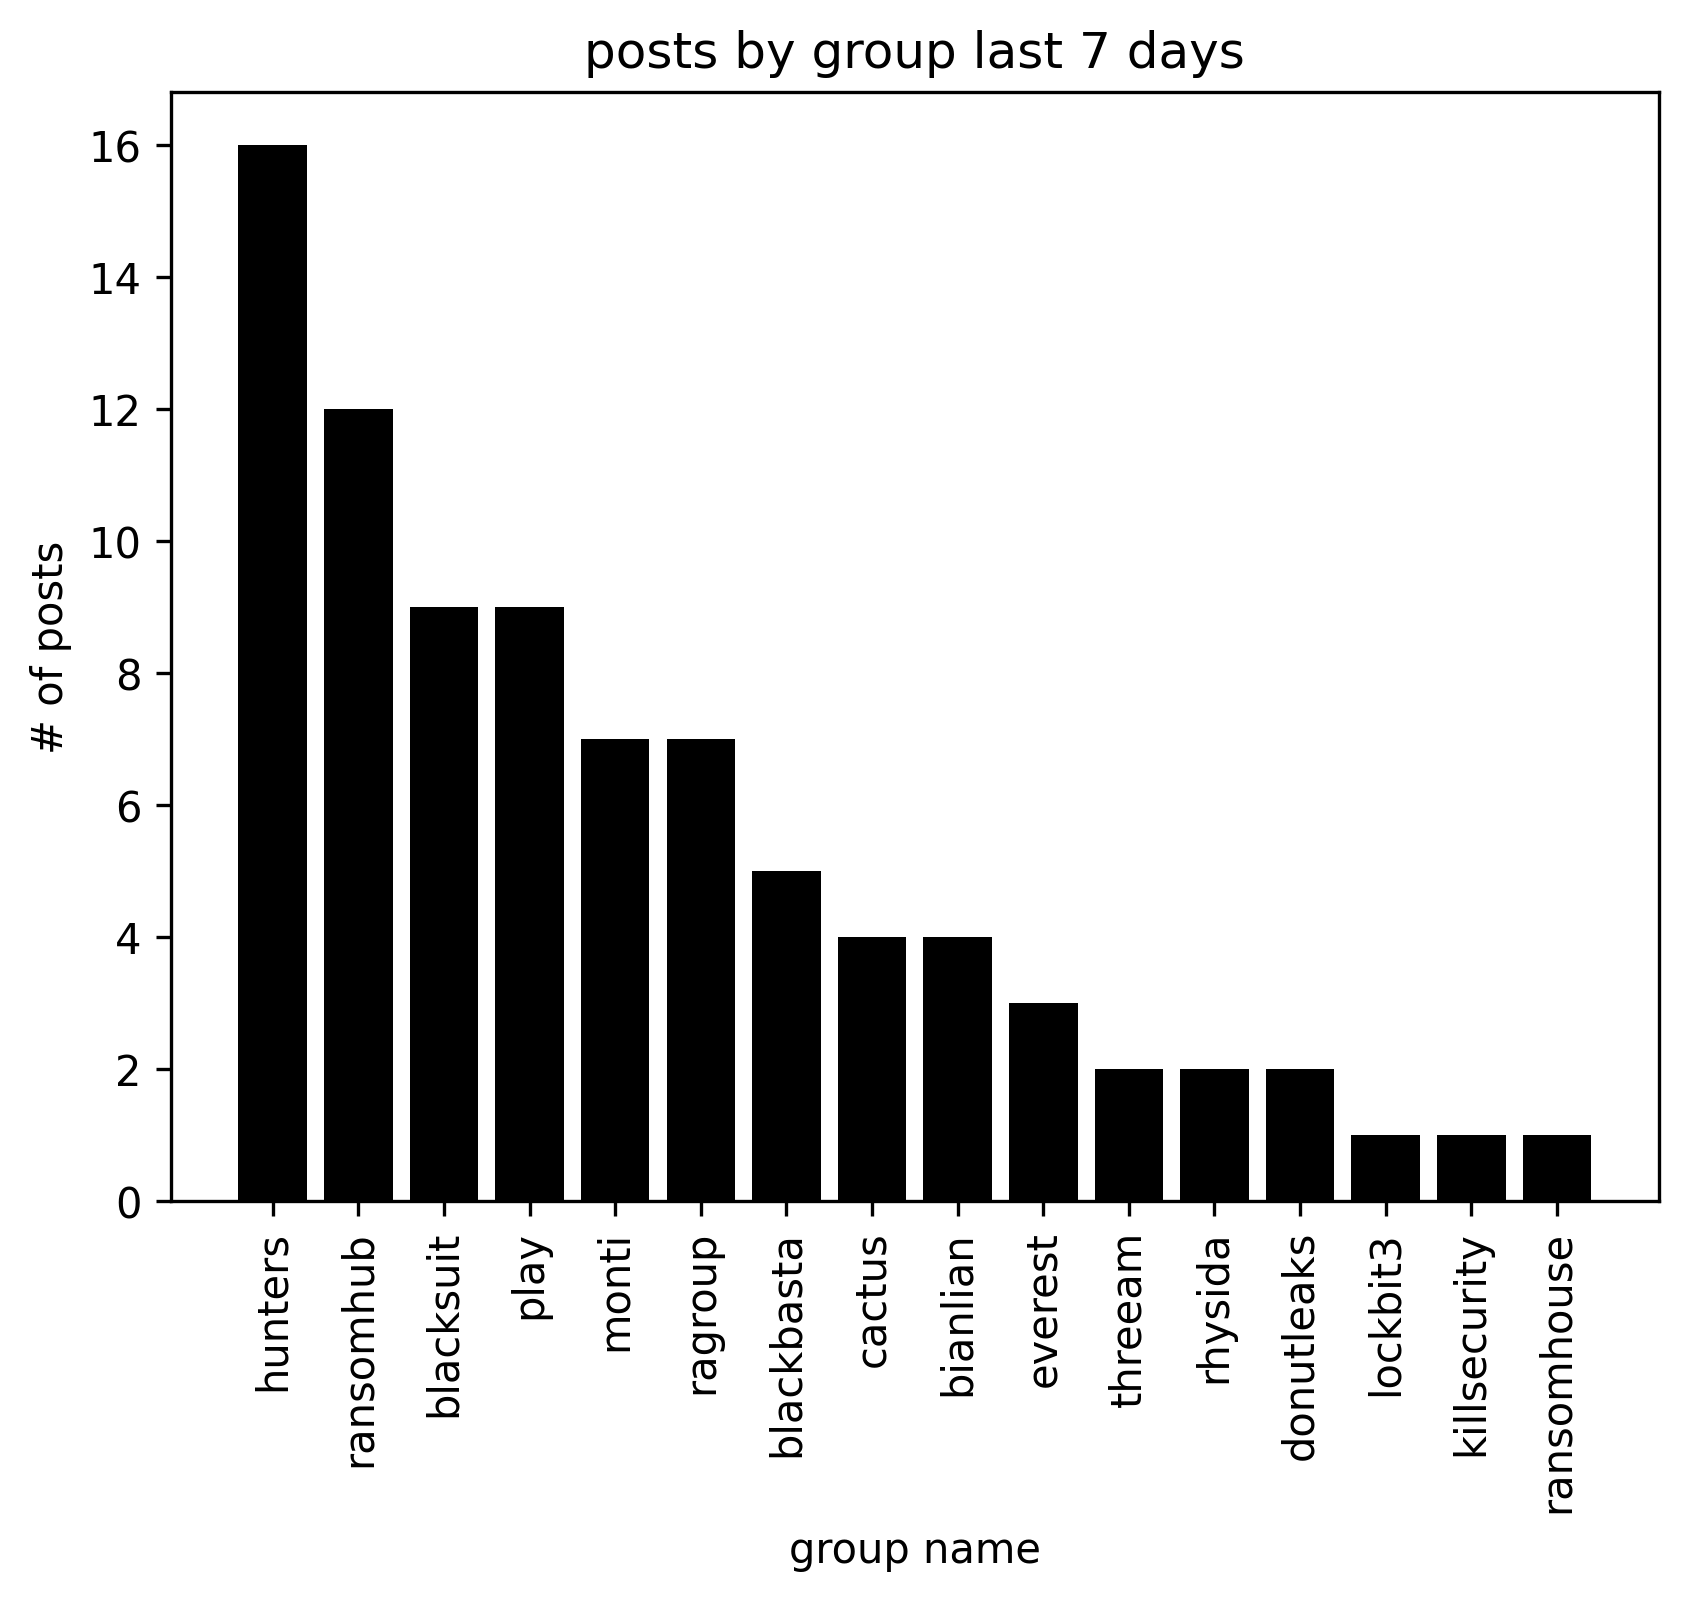 posts by group last 7 days
# of posts
16
14
12
10
8
6
4
2
0
hunters
ransomhub
blacksuit
play
monti
ragroup
blackbasta
cactus
bianlian
everest
threeam
rhysida
donutleaks
lockbit3
killsecurity
ransomhouse
group name